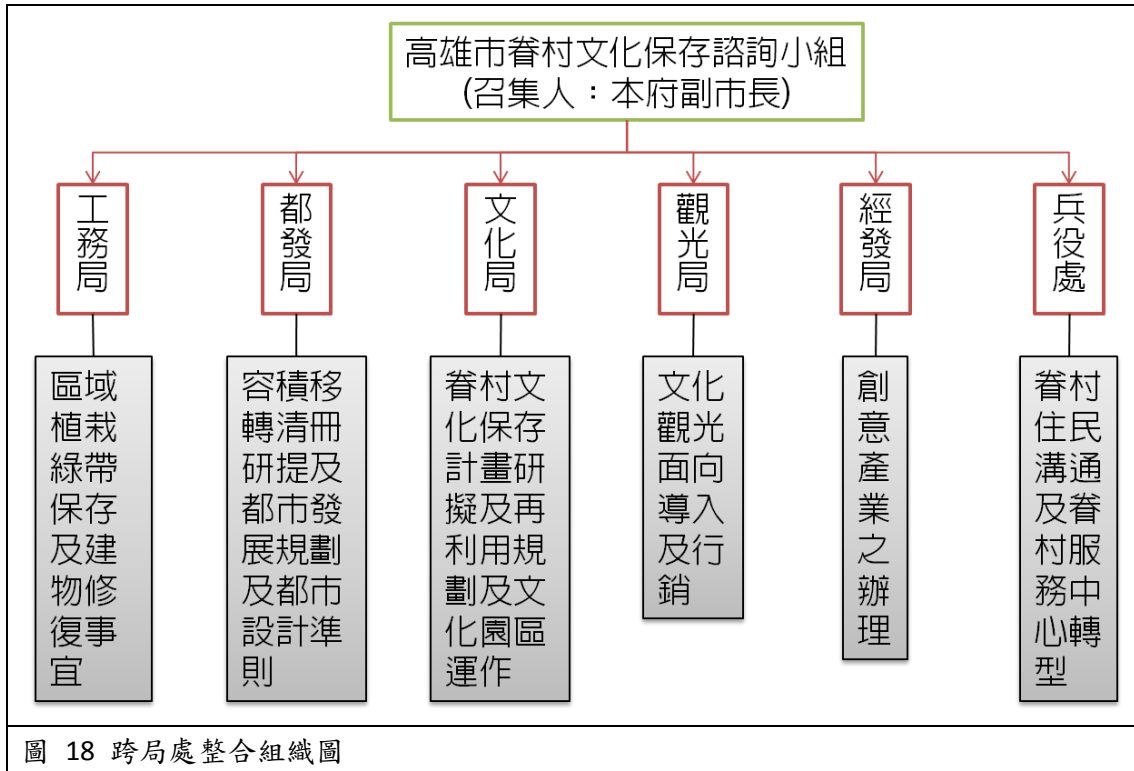 高雄市眷村文化保存諮詢小組
(召集人：本府副市長)
工務局
都發局
文化局
觀光局
經發局
兵役處
區域
植栽
綠帶
保存
及建
物修
復事
宜
容積移
轉清冊
研提及
都市發
展規劃
及都市
設計準
則
眷村文
化保存
計畫研
擬及再
利用規
劃及文
化園區
運作
文化
觀光
面向
導入
及行
銷
創
意
產
業
之
辦
理
眷村
住民
溝通
及眷
村服
務中
心轉
型
圖 18 跨局處整合組織圖